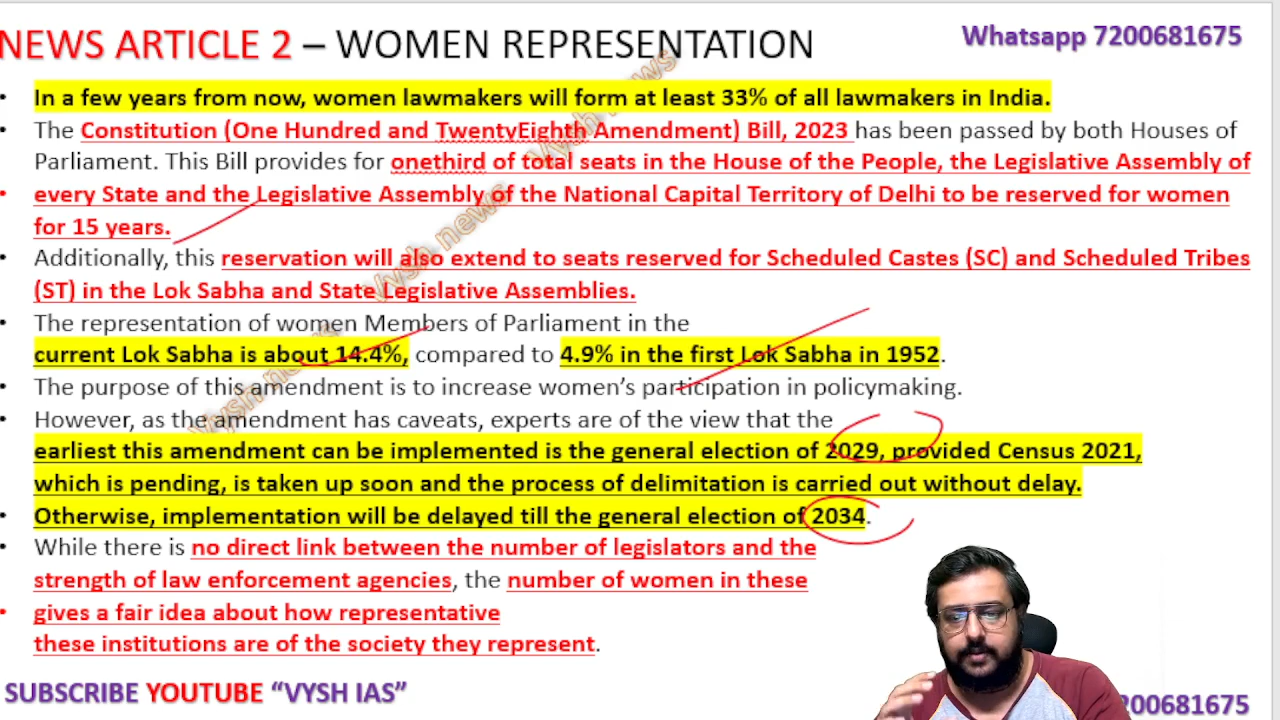 NEWS ARTICLE 2 – WOMEN REPRESENTATION
Whatsapp 7200681675
• In a few years from now, women lawmakers will form at least 33% of all lawmakers in India.
• The Constitution (One Hundred and TwentyEighth Amendment) Bill, 2023 has been passed by both Houses of
Parliament. This Bill provides for onethird of total seats in the House of the People, the Legislative Assembly of
• every State and the Legislative Assembly of the National Capital Territory of Delhi to be reserved for women
for 15 years.
• Additionally, this reservation will also extend to seats reserved for Scheduled Castes (SC) and Scheduled Tribes
(ST) in the Lok Sabha and State Legislative Assemblies.
• The representation of women Members of Parliament in the
current Lok Sabha is about 14.4%, compared to 4.9% in the first Lok Sabha in 1952.
• The purpose of this amendment is to increase women's participation in policymaking.
• However, as the amendment has caveats, experts are of the view that the
earliest this amendment can be implemented is the general election of 2029, provided Census 2021,
which is pending, is taken up soon and the process of delimitation is carried out without delay.
• Otherwise, implementation will be delayed till the general election of 2034.
• While there is no direct link between the number of legislators and the
strength of law enforcement agencies, the number of women in these
• gives a fair idea about how representative
these institutions are of the society they represent.
Vysh news Vysh news Vysh news
SUBSCRIBE YOUTUBE "VYSH IAS"
200681675